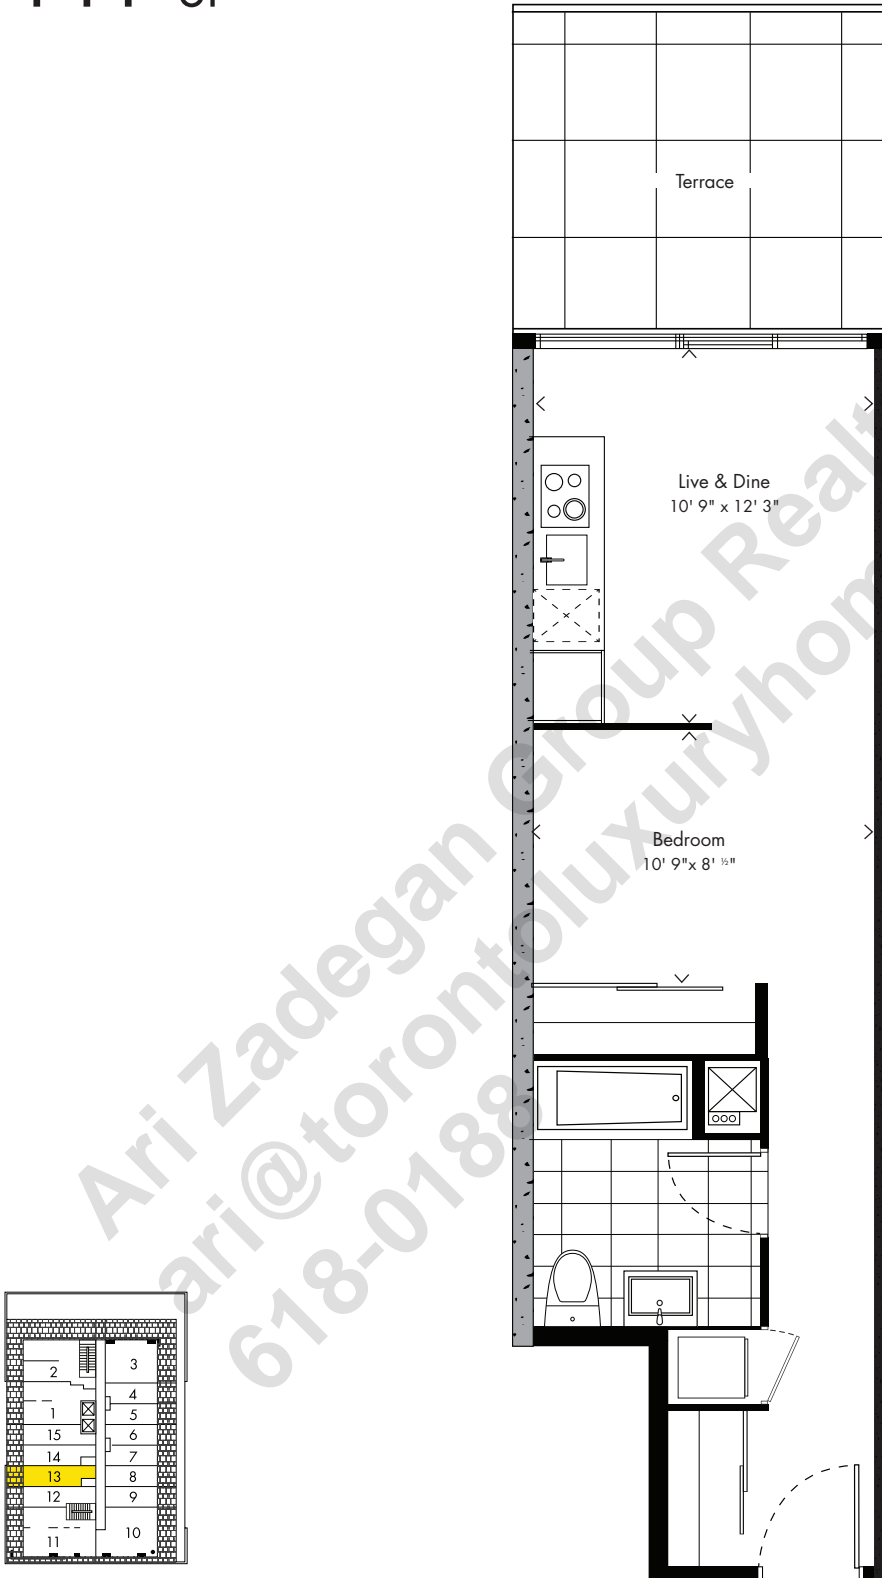 Terrace
Live & Dine
10' 9" x 12' 3"
Bedroom
10' 9"x 8' ½"
Ari Zadegan Group Realt
ari@torontoluxuryhom
618-0188
2
3
4
1
5
15
6
14
7
13
8
12
9
11
10